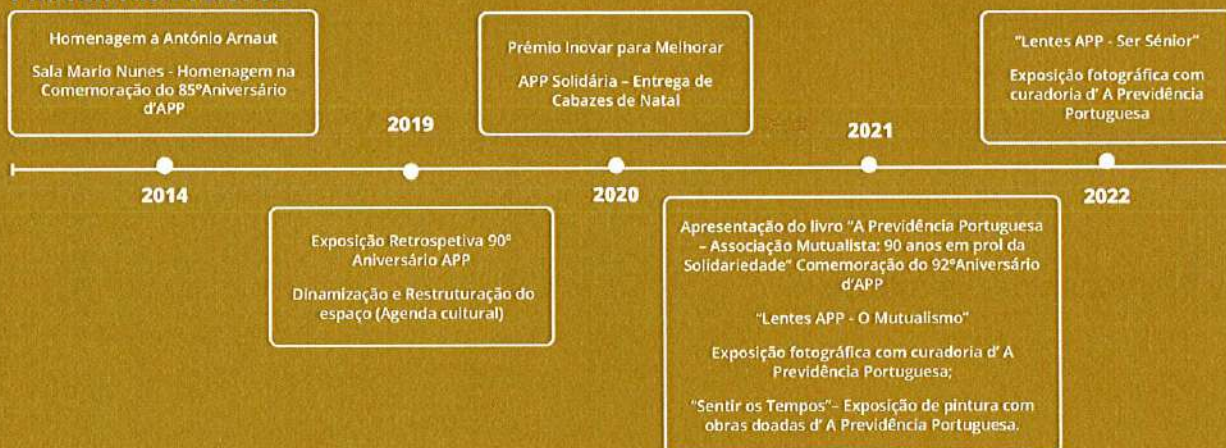 Homenagem a António Arnaut
Sala Mario Nunes - Homenagem na
Comemoração do 85ºAniversário
d'APP
2014
2019
Exposição Retrospetiva 90º
Aniversário APP
Dinamização e Restruturação do
espaço (Agenda cultural)
Prémio Inovar para Melhorar
APP Solidária – Entrega de
Cabazes de Natal
2020
2021
Apresentação do livro "A Previdência Portuguesa
– Associação Mutualista: 90 anos em prol da
Solidariedade" Comemoração do 92ºAniversário
d'APP
"Lentes APP - O Mutualismo"
Exposição fotográfica com curadoria d' A
Previdência Portuguesa;
"Sentir os Tempos"– Exposição de pintura com
obras doadas d' A Previdência Portuguesa.
"Lentes APP - Ser Sénior"
Exposição fotográfica com
curadoria d' A Previdência
Portuguesa
2022